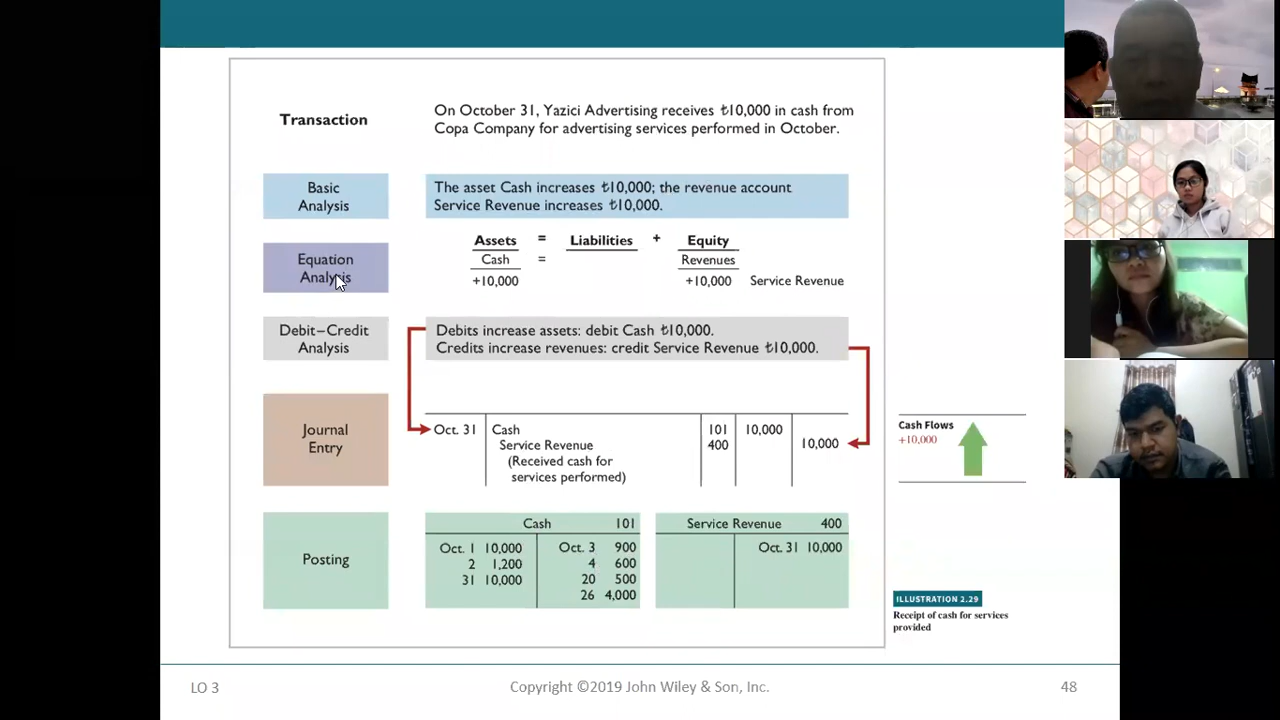 Transaction
On October 31, Yazici Advertising receives ₺10,000 in cash from
Copa Company for advertising services performed in October.
Basic
Analysis
The asset Cash increases ₺10,000; the revenue account
Service Revenue increases ₺10,000.
Equation
Analysis
Assets = Liabilities + Equity
Cash = Revenues
+10,000 +10,000 Service Revenue
Debit–Credit
Analysis
Debits increase assets: debit Cash ₺10,000.
Credits increase revenues: credit Service Revenue ₺10,000.
Journal
Entry
Oct. 31 Cash 101 10,000
Service Revenue 400 10,000
(Received cash for
services performed)
Cash Flows
+10,000
Posting
Cash 101
Oct. 1 10,000 Oct. 3 900
2 1,200 4 600
31 10,000 20 500
26 4,000
Service Revenue 400
Oct. 31 10,000
ILLUSTRATION 2.29
Receipt of cash for services
provided
LO 3
Copyright ©2019 John Wiley & Son, Inc.
48